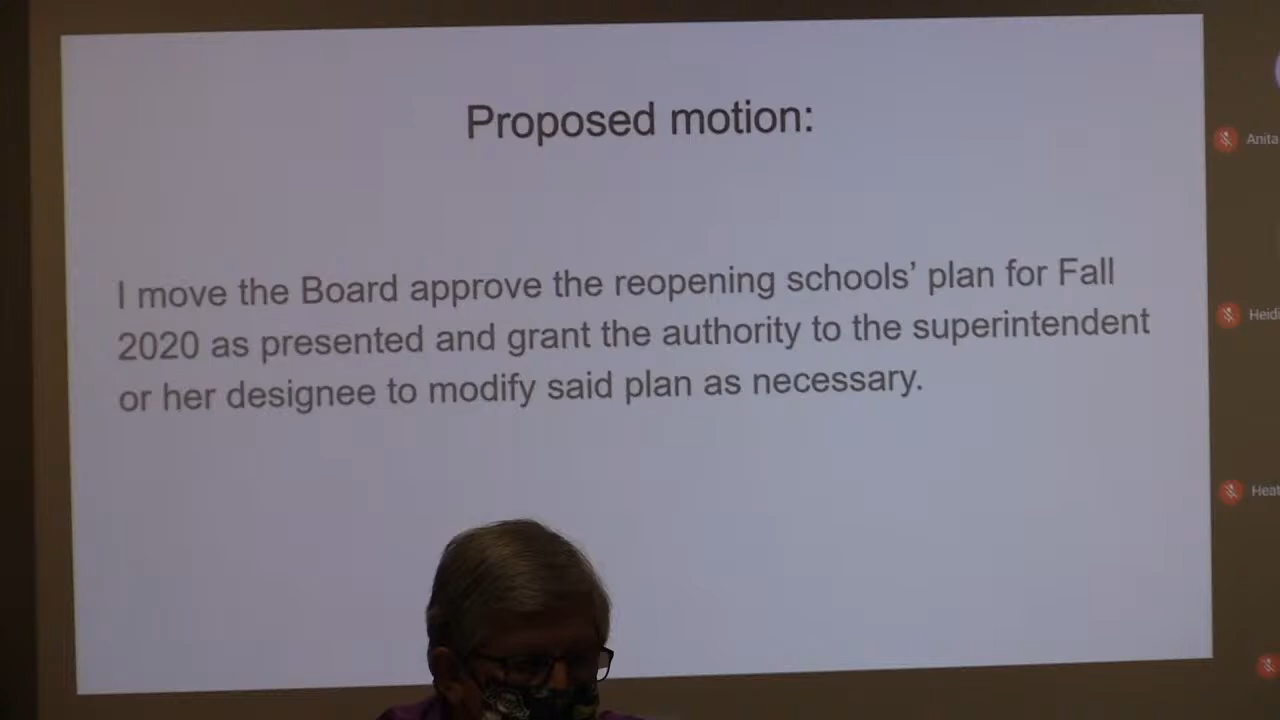 Proposed motion:
I move the Board approve the reopening schools’ plan for Fall
2020 as presented and grant the authority to the superintendent
or her designee to modify said plan as necessary.
Anita